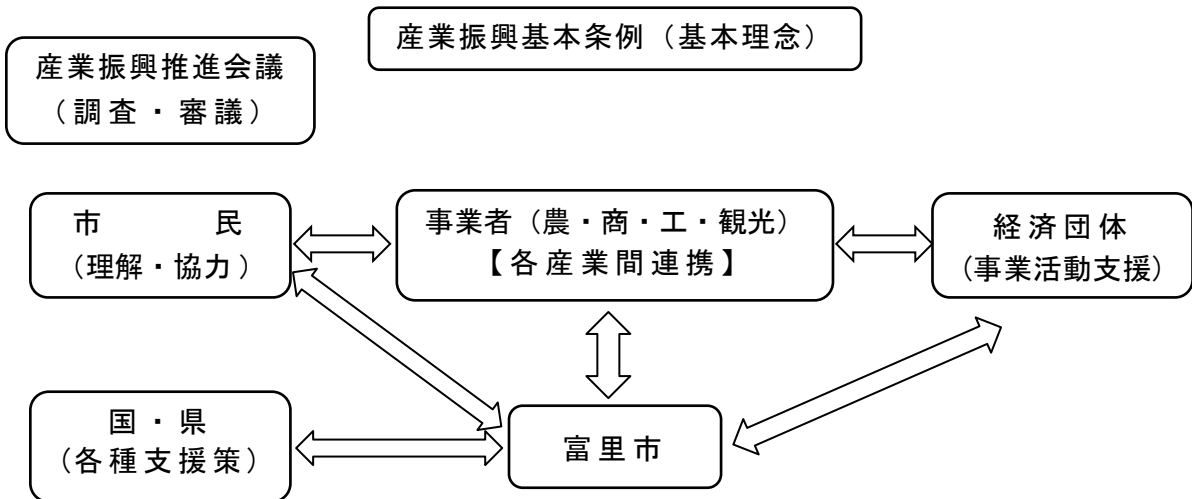 産業振興基本条例（基本理念）
産業振興推進会議
（調査・審議）
市　　　　民
（理解・協力）
事業者（農・商・工・観光）
【各産業間連携】
経済団体
（事業活動支援）
国・県
（各種支援策）
富里市